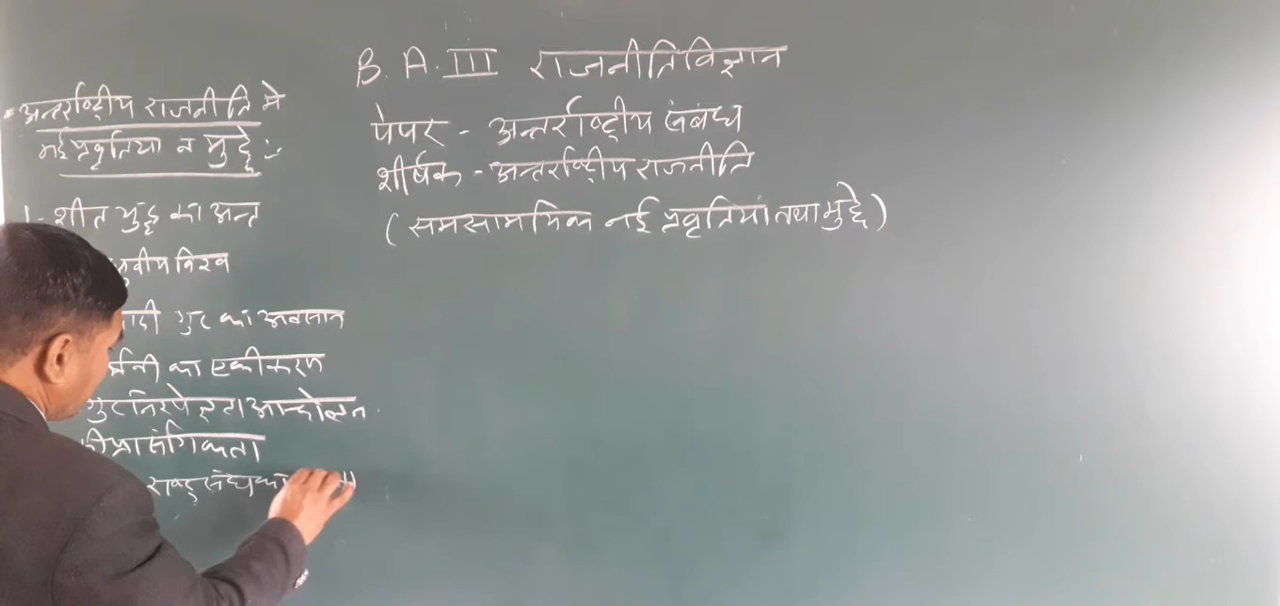 B. A. III राजनीति विज्ञान
पेपर - अन्तर्राष्ट्रीय संबंध
शीर्षक - अन्तर्राष्ट्रीय राजनीति
(समसामयिक नई प्रवृतियां तथा मुद्दे)
अन्तर्राष्ट्रीय राजनीति मे
नई प्रवृतिया व मुद्दे :-
1- शीत युद्ध का अन्त
ध्रुवीय विश्व
वादी गुट का अवसान
र्मनी का एकीकरण
गुटनिरपेक्षता आन्दोलन
की प्रासंगिकता
राष्ट्र संघ